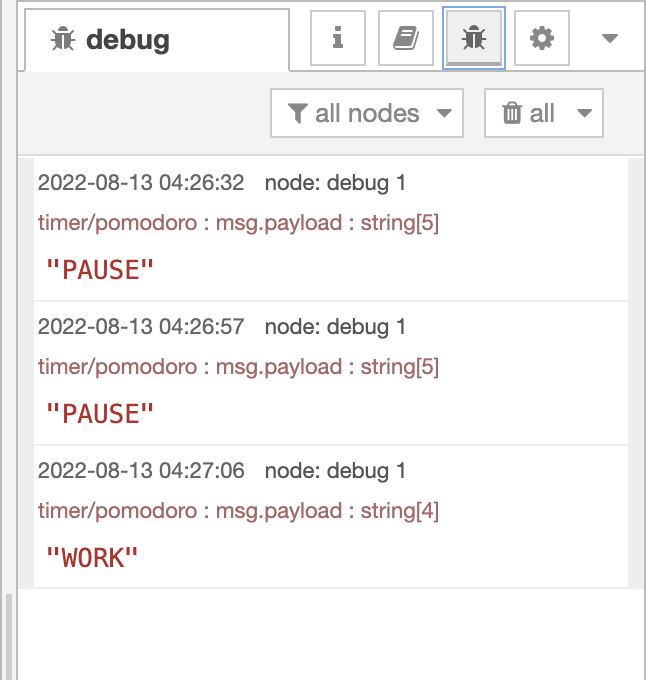 debug
all nodes
all
2022-08-13 04:26:32 node: debug 1
timer/pomodoro : msg.payload : string[5]
"PAUSE"
2022-08-13 04:26:57 node: debug 1
timer/pomodoro : msg.payload : string[5]
"PAUSE"
2022-08-13 04:27:06 node: debug 1
timer/pomodoro : msg.payload : string[4]
"WORK"